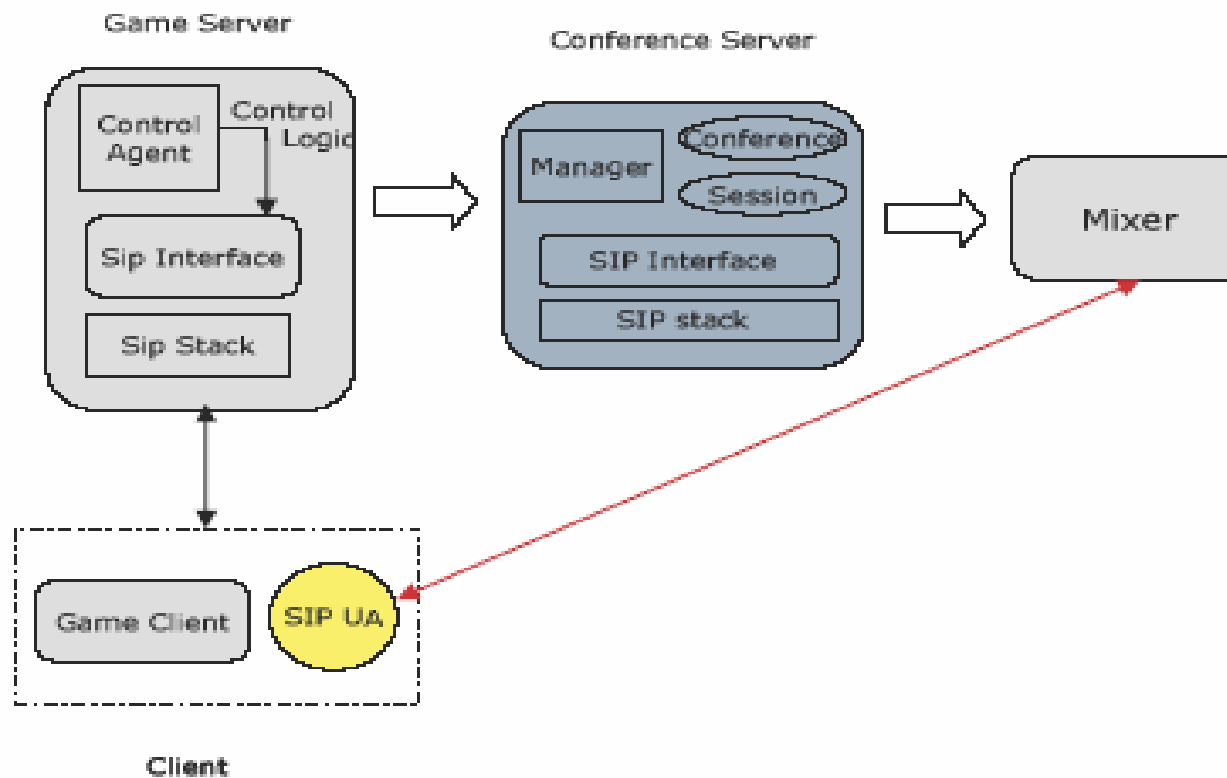 Game Server
Conference Server
Control
Agent
Control
Logic
Sip Interface
Sip Stack
Manager
Conference
Session
SIP Interface
SIP stack
Mixer
Game Client
SIP UA
Client